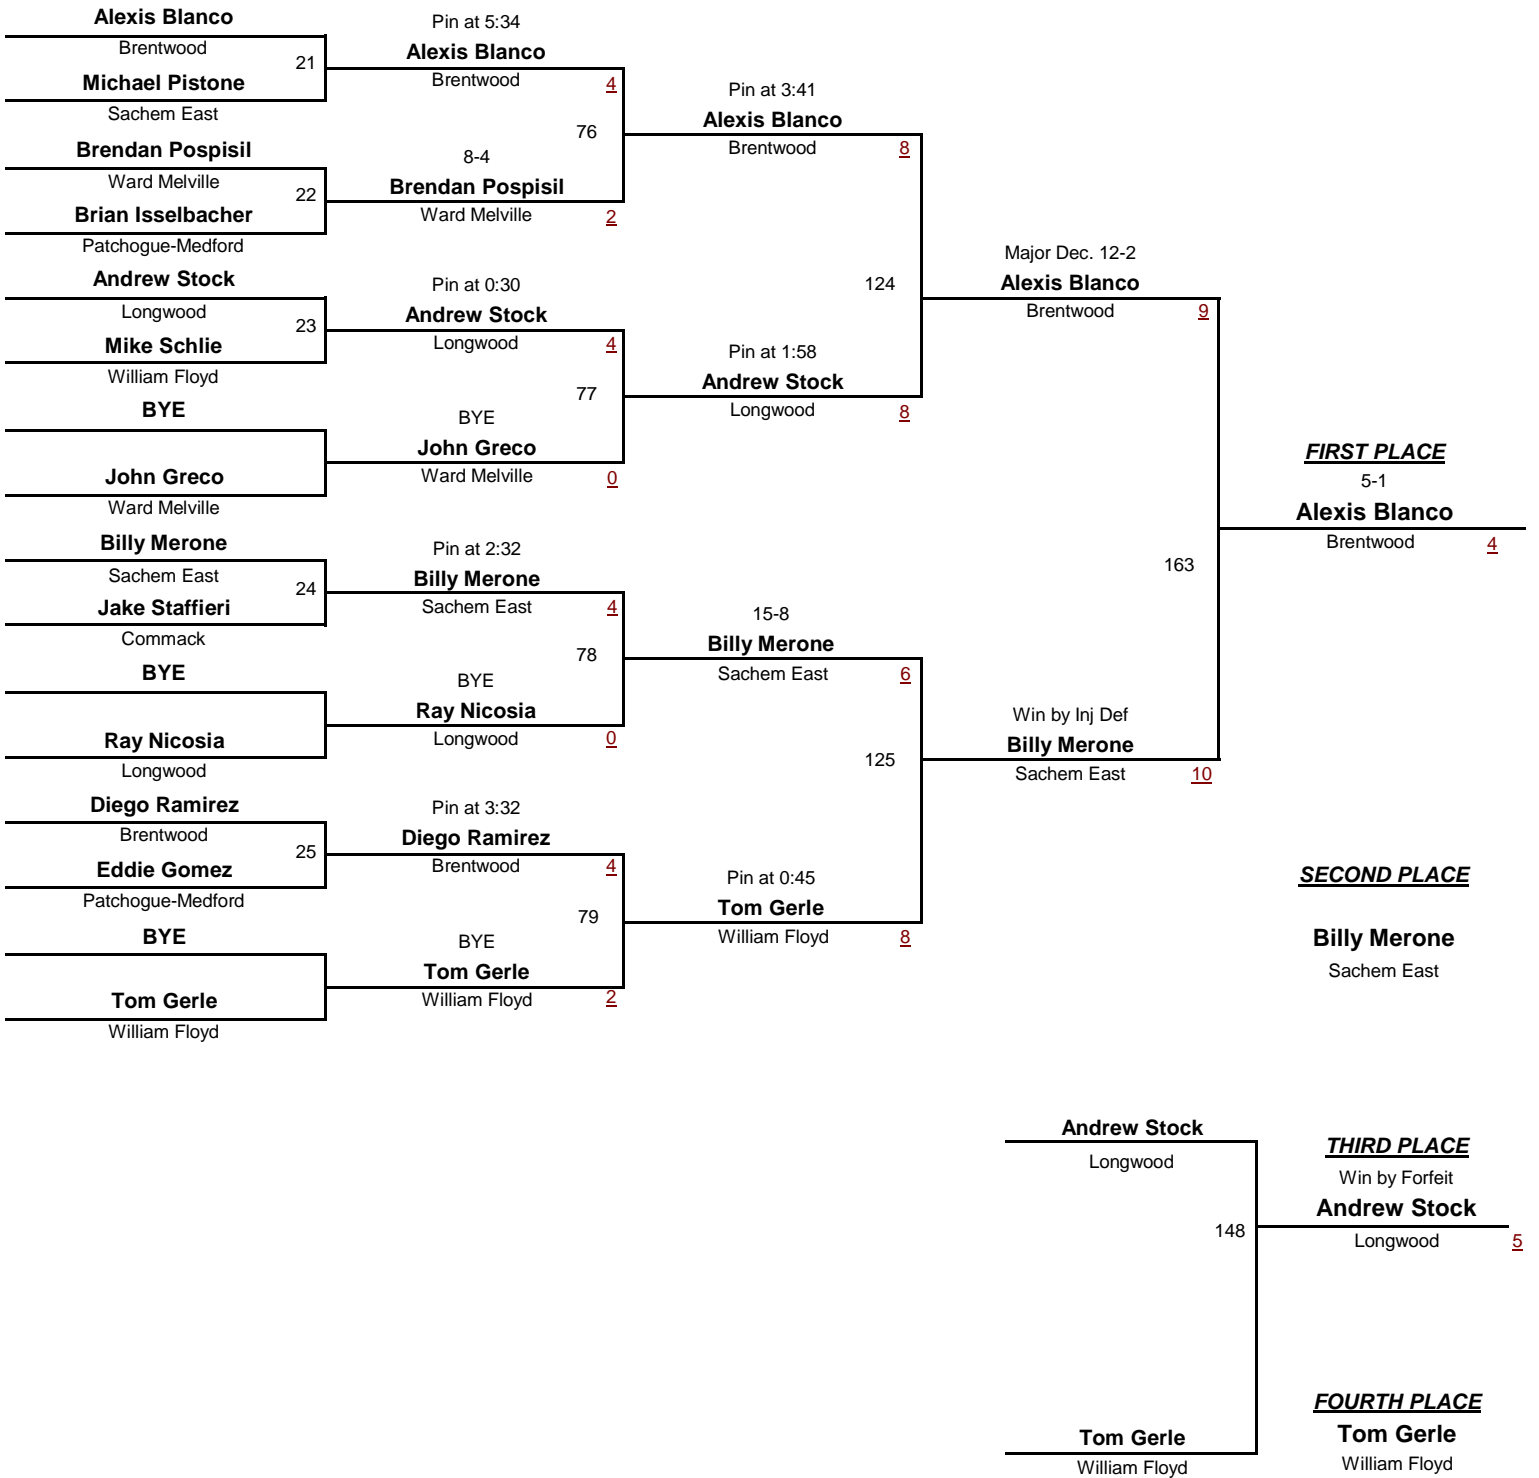 Alexis Blanco
Brentwood
21
Michael Pistone
Sachem East
Brendan Pospisil
Ward Melville
22
Brian Isselbacher
Patchogue-Medford
Andrew Stock
Longwood
23
Mike Schlie
William Floyd
BYE
John Greco
Ward Melville
Billy Merone
Sachem East
24
Jake Staffieri
Commack
BYE
Ray Nicosia
Longwood
Diego Ramirez
Brentwood
25
Eddie Gomez
Patchogue-Medford
BYE
Tom Gerle
William Floyd
Pin at 5:34
Alexis Blanco
Brentwood 4
76
8-4
Brendan Pospisil
Ward Melville 2
Pin at 0:30
Andrew Stock
Longwood 4
77
BYE
John Greco
Ward Melville 0
Pin at 2:32
Billy Merone
Sachem East 4
78
BYE
Ray Nicosia
Longwood 0
Pin at 3:32
Diego Ramirez
Brentwood 4
79
BYE
Tom Gerle
William Floyd 2
Pin at 3:41
Alexis Blanco
Brentwood 8
124
Pin at 1:58
Andrew Stock
Longwood 8
15-8
Billy Merone
Sachem East 6
125
Pin at 0:45
Tom Gerle
William Floyd 8
Major Dec. 12-2
Alexis Blanco
Brentwood 9
163
Win by Inj Def
Billy Merone
Sachem East 10
FIRST PLACE
5-1
Alexis Blanco
Brentwood 4
SECOND PLACE
Billy Merone
Sachem East
Andrew Stock
Longwood
148
Tom Gerle
William Floyd
THIRD PLACE
Win by Forfeit
Andrew Stock
Longwood 5
FOURTH PLACE
Tom Gerle
William Floyd